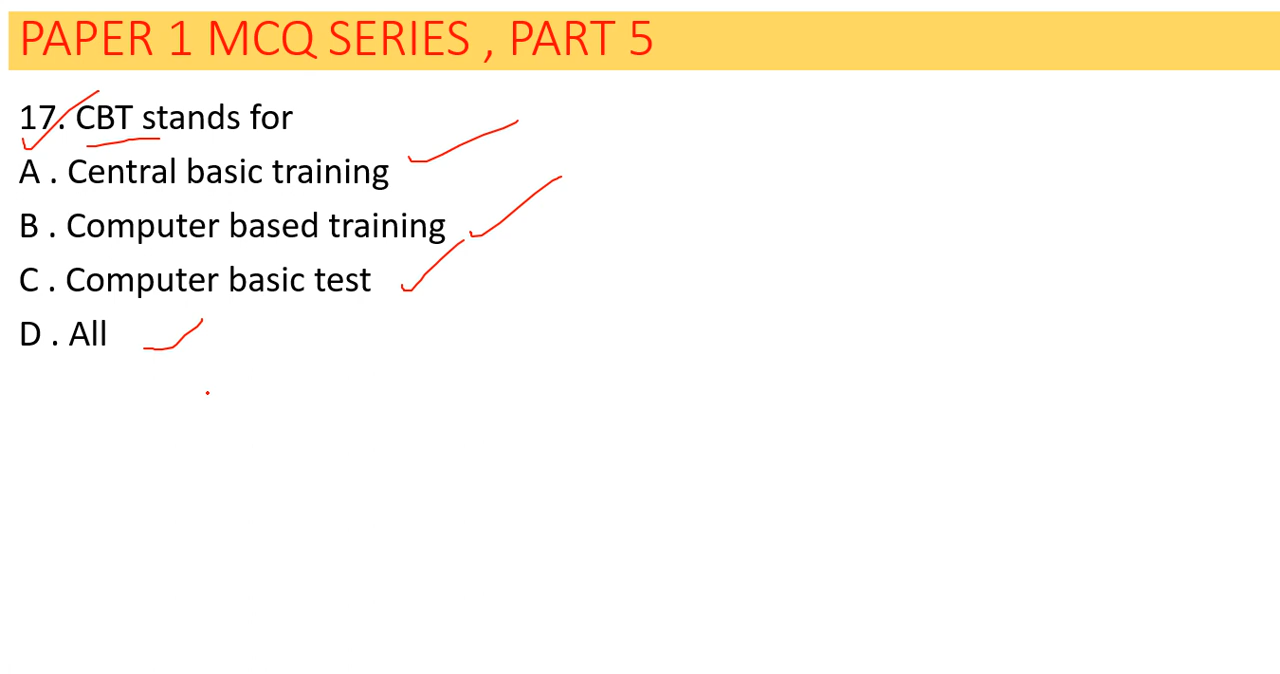 PAPER 1 MCQ SERIES , PART 5
17. CBT stands for
A . Central basic training
B . Computer based training
C . Computer basic test
D . All